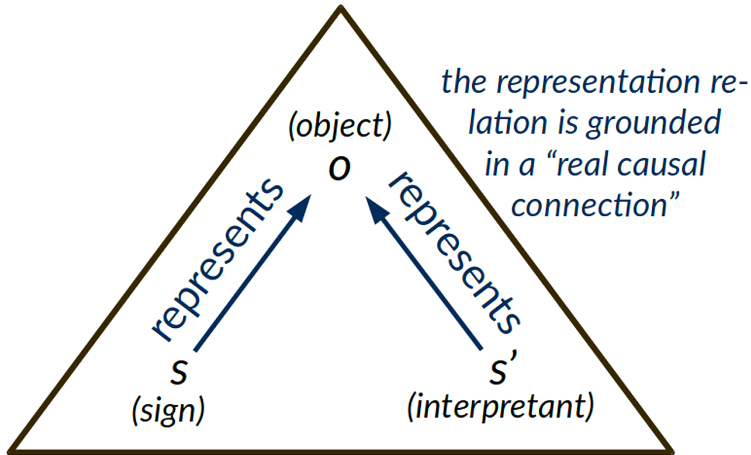 the representation re-
lation is grounded
in a “real causal
connection”
(object)
o
represents
represents
s
s’
(sign)
(interpretant)